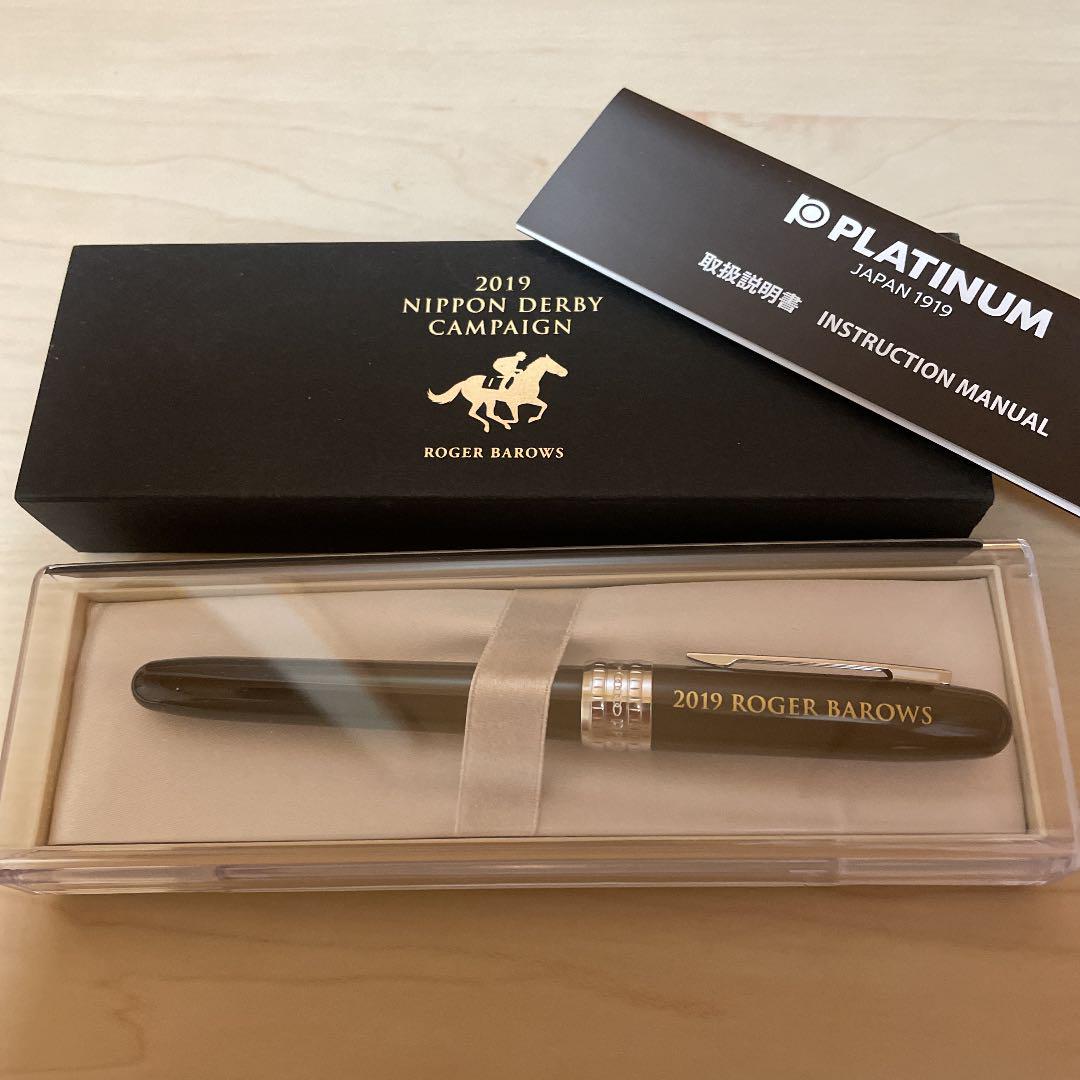 2019
NIPPON DERBY
CAMPAIGN
ROGER BAROWS
PLATINUM
JAPAN 1919
取扱説明書 INSTRUCTION MANUAL
2019 ROGER BAROWS